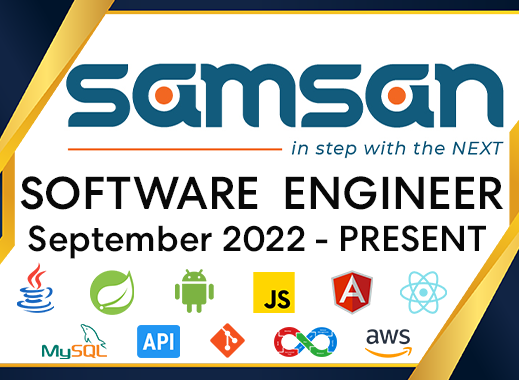 samsan
in step with the NEXT
SOFTWARE ENGINEER
September 2022 - PRESENT
JS
A
MySQL
API
aws